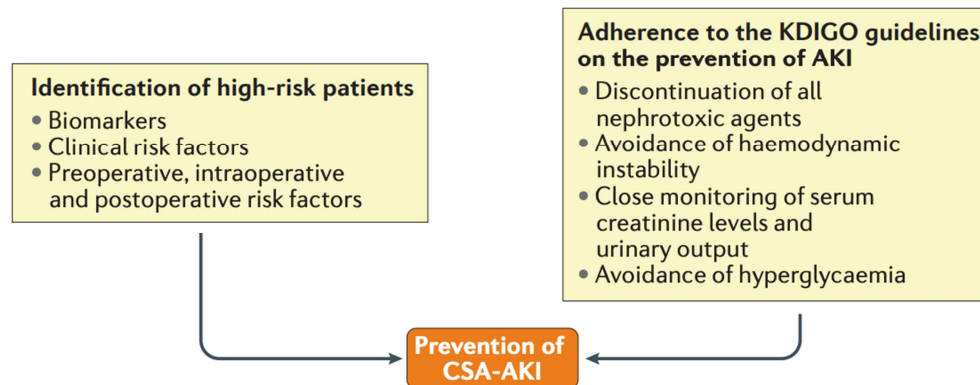 Identification of high-risk patients
• Biomarkers
• Clinical risk factors
• Preoperative, intraoperative
and postoperative risk factors
Adherence to the KDIGO guidelines
on the prevention of AKI
• Discontinuation of all
nephrotoxic agents
• Avoidance of haemodynamic
instability
• Close monitoring of serum
creatinine levels and
urinary output
• Avoidance of hyperglycaemia
Prevention of
CSA-AKI